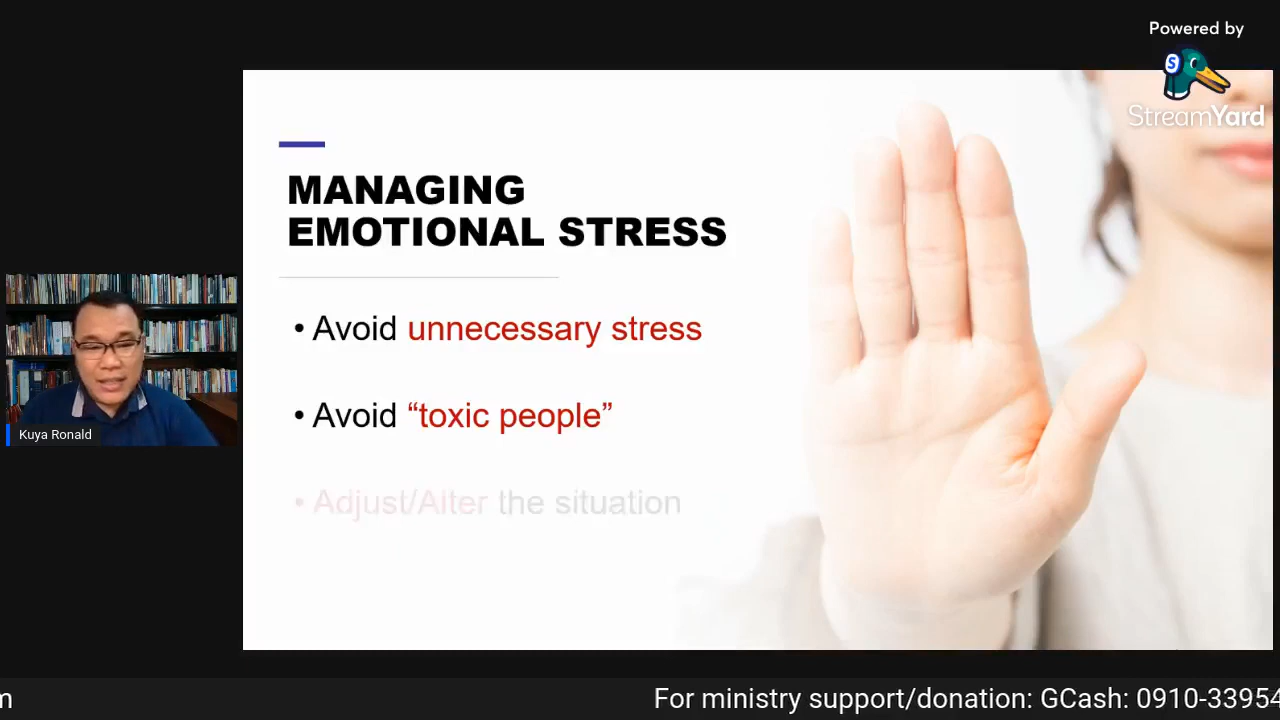 Powered by
StreamYard
MANAGING
EMOTIONAL STRESS
• Avoid unnecessary stress
• Avoid “toxic people”
• Adjust/Alter the situation
Kuya Ronald
m For ministry support/donation: GCash: 0910-33954